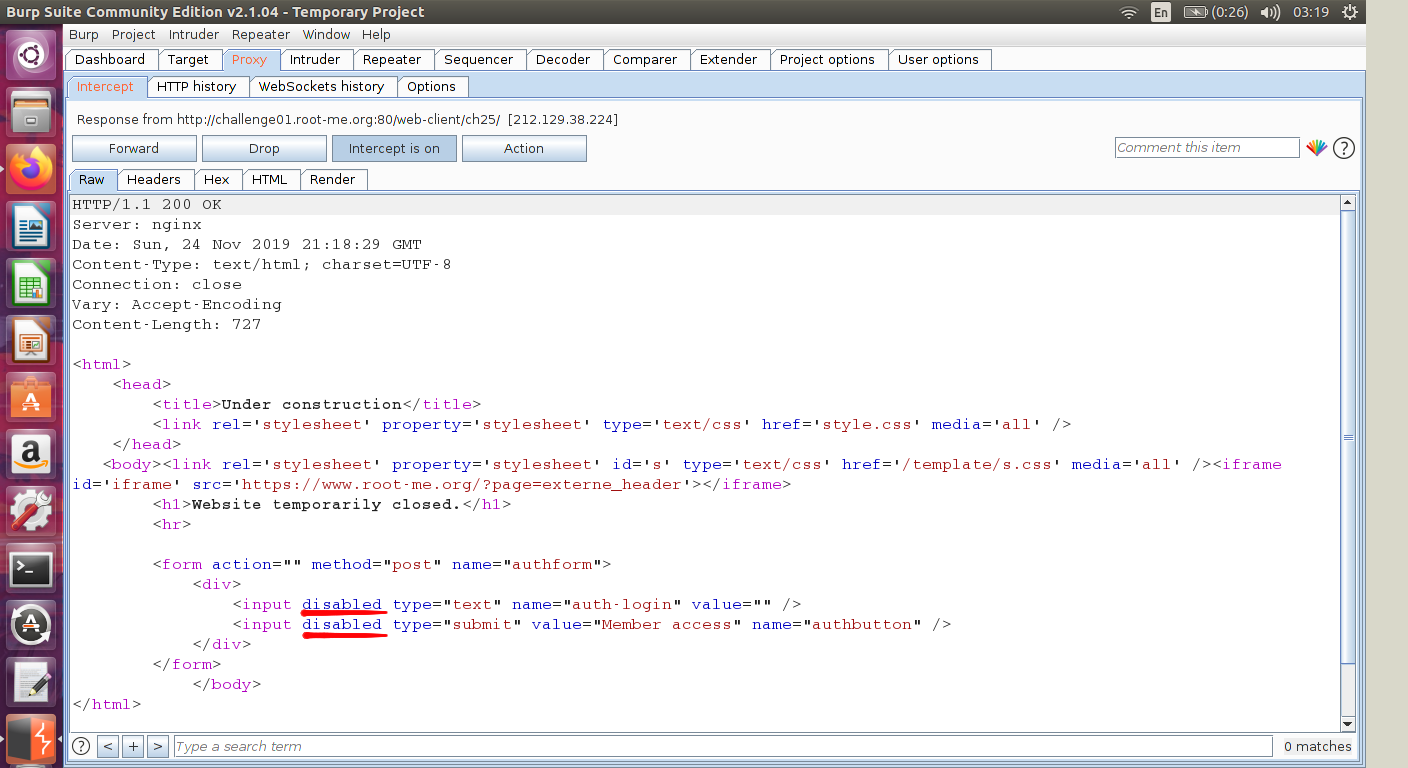 Burp Suite Community Edition v2.1.04 - Temporary Project En (0:26) 03:19
Burp Project Intruder Repeater Window Help
Dashboard Target Proxy Intruder Repeater Sequencer Decoder Comparer Extender Project options User options
Intercept HTTP history WebSockets history Options
Response from http://challenge01.root-me.org:80/web-client/ch25/ [212.129.38.224]
Forward Drop Intercept is on Action Comment this item ?
Raw Headers Hex HTML Render
HTTP/1.1 200 OK
Server: nginx
Date: Sun, 24 Nov 2019 21:18:29 GMT
Content-Type: text/html; charset=UTF-8
Connection: close
Vary: Accept-Encoding
Content-Length: 727
<html>
<head>
<title>Under construction</title>
<link rel='stylesheet' property='stylesheet' type='text/css' href='style.css' media='all' />
</head>
<body><link rel='stylesheet' property='stylesheet' id='s' type='text/css' href='/template/s.css' media='all' /><iframe
id='iframe' src='https://www.root-me.org/?page=externe_header'></iframe>
<h1>Website temporarily closed.</h1>
<hr>
<form action="" method="post" name="authform">
<div>
<input disabled type="text" name="auth-login" value="" />
<input disabled type="submit" value="Member access" name="authbutton" />
</div>
</form>
</body>
</html>
? < + > Type a search term 0 matches